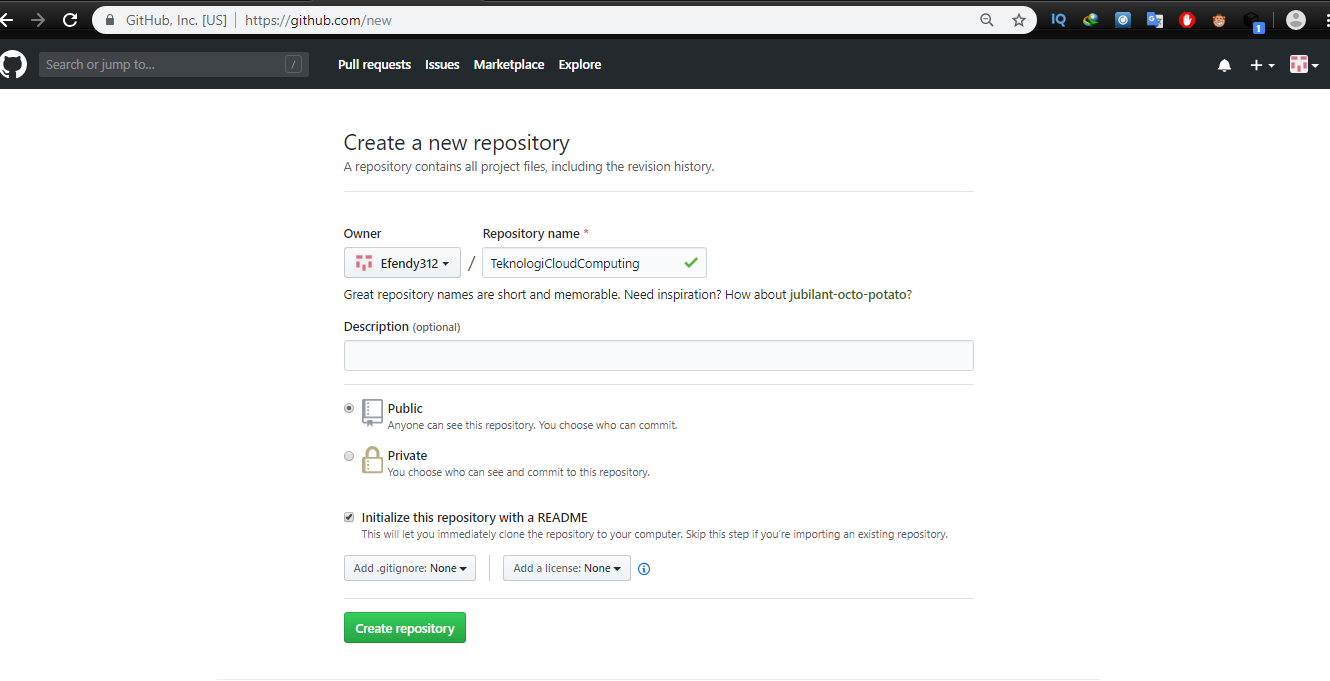 GitHub, Inc. [US] https://github.com/new
IQ
1
Search or jump to... /
Pull requests Issues Marketplace Explore
Create a new repository
A repository contains all project files, including the revision history.
Owner Repository name *
Efendy312 / TeknologiCloudComputing
Great repository names are short and memorable. Need inspiration? How about jubilant-octo-potato?
Description (optional)
Public
Anyone can see this repository. You choose who can commit.
Private
You choose who can see and commit to this repository.
Initialize this repository with a README
This will let you immediately clone the repository to your computer. Skip this step if you're importing an existing repository.
Add .gitignore: None Add a license: None
Create repository